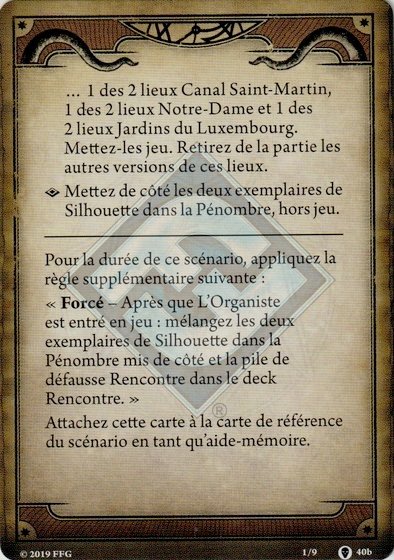 ... 1 des 2 lieux Canal Saint-Martin,
1 des 2 lieux Notre-Dame et 1 des
2 lieux Jardins du Luxembourg.
Mettez-les jeu. Retirez de la partie les
autres versions de ces lieux.
Mettez de côté les deux exemplaires de
Silhouette dans la Pénombre, hors jeu.
Pour la durée de ce scénario, appliquez la
règle supplémentaire suivante :
« Forcé – Après que L'Organiste
est entré en jeu : mélangez les deux
exemplaires de Silhouette dans la
Pénombre mis de côté et la pile de
défausse Rencontre dans le deck
Rencontre. »
Attachez cette carte à la carte de référence
du scénario en tant qu'aide-mémoire.
®
© 2019 FFG 1/9 40b